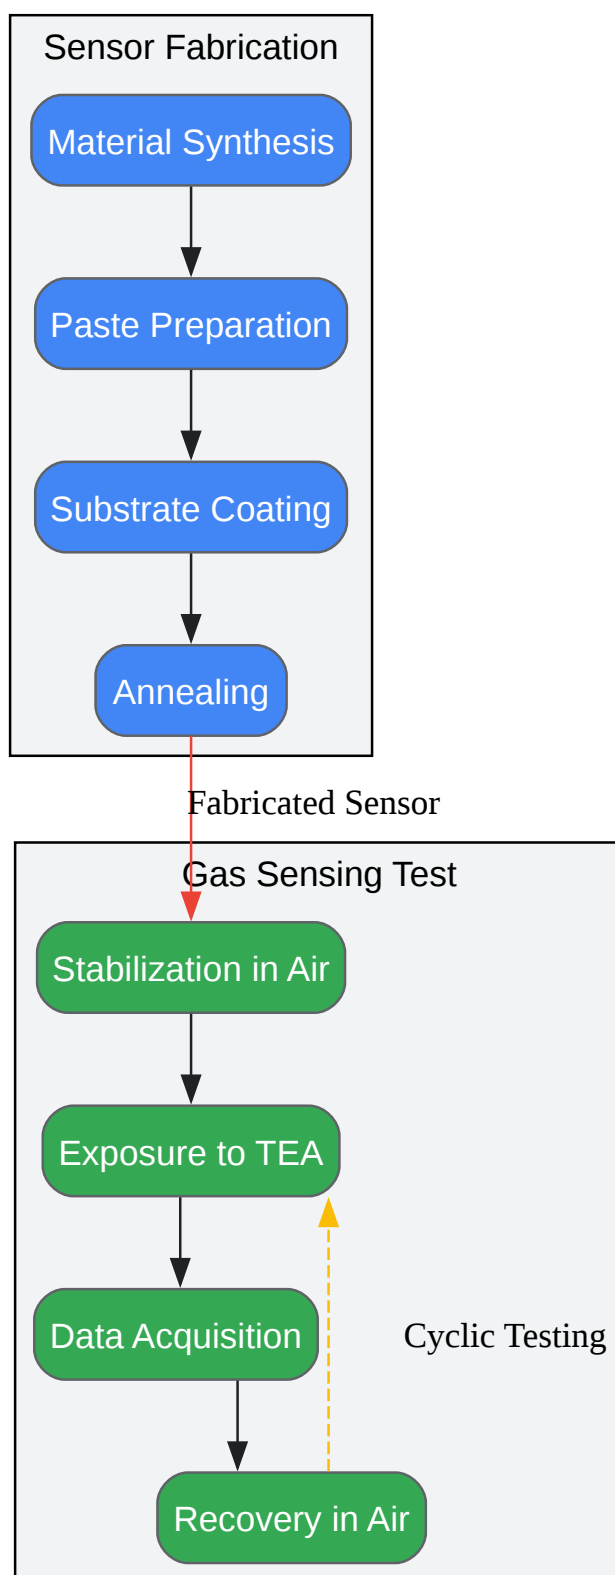 Sensor Fabrication
Material Synthesis
Paste Preparation
Substrate Coating
Annealing
Fabricated Sensor
Gas Sensing Test
Stabilization in Air
Exposure to TEA
Data Acquisition
Cyclic Testing
Recovery in Air